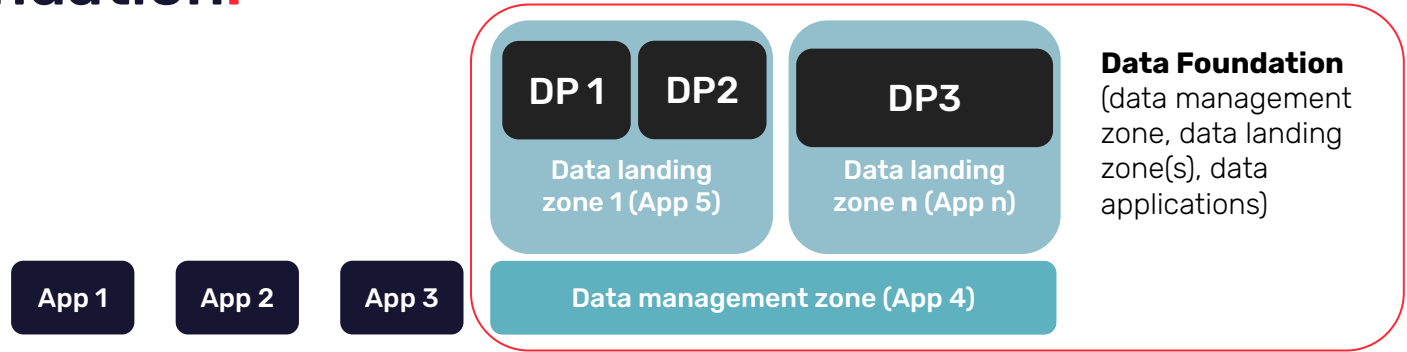 DP 1
DP2
DP3
Data landing
zone 1 (App 5)
Data landing
zone n (App n)
Data Foundation
(data management
zone, data landing
zone(s), data
applications)
App 1
App 2
App 3
Data management zone (App 4)